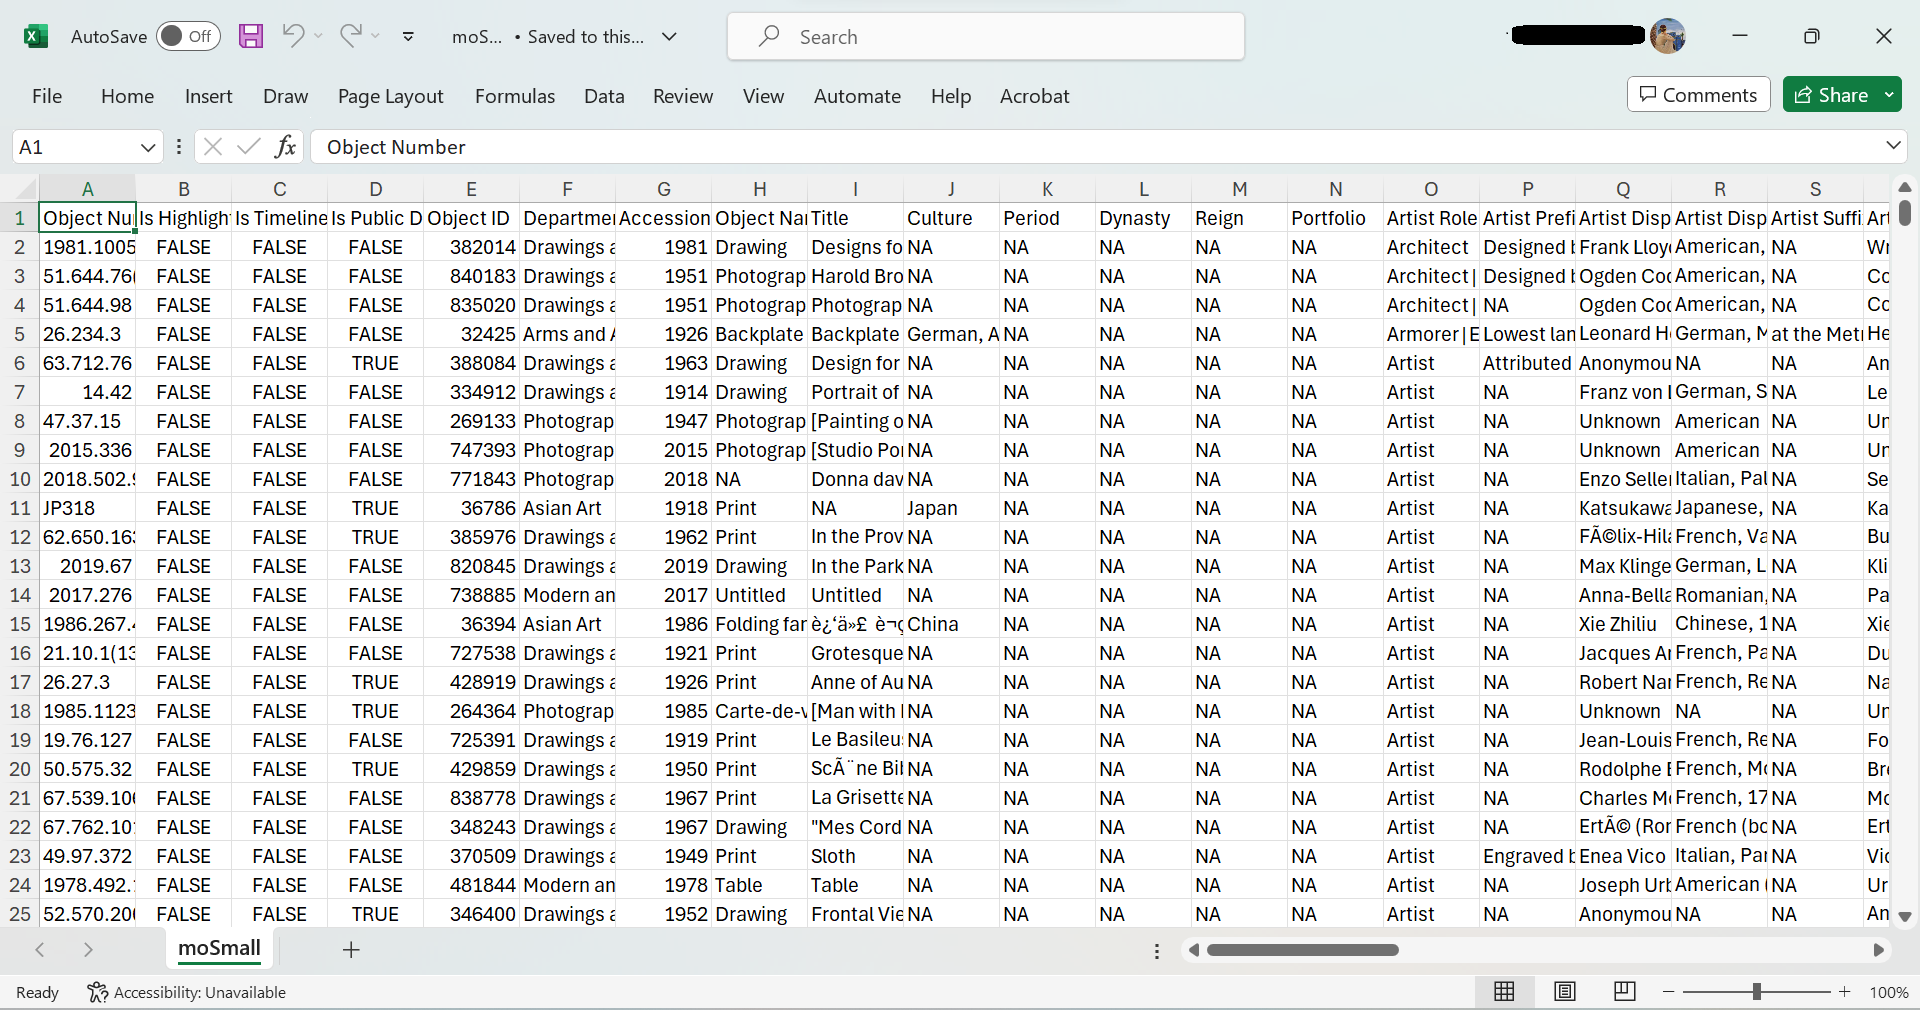 AutoSave Off moS... • Saved to this... Search
File Home Insert Draw Page Layout Formulas Data Review View Automate Help Acrobat Comments Share
A1 fx Object Number
A B C D E F G H I J K L M N O P Q R S
1 Object Nu Is Highligh Is Timeline Is Public D Object ID Departme Accession Object Na Title Culture Period Dynasty Reign Portfolio Artist Role Artist Prefi Artist Disp Artist Disp Artist Suffi Art
2 1981.1005 FALSE FALSE FALSE 382014 Drawings a 1981 Drawing Designs fo NA NA NA NA NA Architect Designed b Frank Lloy American, NA Wr
3 51.644.76( FALSE FALSE FALSE 840183 Drawings a 1951 Photograp Harold Bro NA NA NA NA NA Architect| Designed b Ogden Coo American, NA Co
4 51.644.98 FALSE FALSE FALSE 835020 Drawings a 1951 Photograp Photograp NA NA NA NA NA Architect| NA Ogden Coo American, NA Co
5 26.234.3 FALSE FALSE FALSE 32425 Arms and A 1926 Backplate Backplate German, A NA NA NA NA Armorer|E Lowest lan Leonard He German, M at the Metr He
6 63.712.76 FALSE FALSE TRUE 388084 Drawings a 1963 Drawing Design for NA NA NA NA NA Artist Attributed Anonymou NA NA An
7 14.42 FALSE FALSE FALSE 334912 Drawings a 1914 Drawing Portrait of NA NA NA NA NA Artist NA Franz von L German, S NA Le
8 47.37.15 FALSE FALSE FALSE 269133 Photograp 1947 Photograp [Painting o NA NA NA NA NA Artist NA Unknown American NA Un
9 2015.336 FALSE FALSE FALSE 747393 Photograp 2015 Photograp [Studio Por NA NA NA NA NA Artist NA Unknown American NA Un
10 2018.502.9 FALSE FALSE FALSE 771843 Photograp 2018 NA Donna dav NA NA NA NA NA Artist NA Enzo Seller Italian, Pal NA Se
11 JP318 FALSE FALSE TRUE 36786 Asian Art 1918 Print NA Japan NA NA NA NA Artist NA Katsukawa Japanese, NA Ka
12 62.650.163 FALSE FALSE TRUE 385976 Drawings a 1962 Print In the Prov NA NA NA NA NA Artist NA FÃ©lix-Hila French, Va NA Bu
13 2019.67 FALSE FALSE FALSE 820845 Drawings a 2019 Drawing In the Park NA NA NA NA NA Artist NA Max Klinge German, L NA Kli
14 2017.276 FALSE FALSE FALSE 738885 Modern an 2017 Untitled Untitled NA NA NA NA NA Artist NA Anna-Bella Romanian, NA Pa
15 1986.267.4 FALSE FALSE FALSE 36394 Asian Art 1986 Folding fan è¿‘ä»£ è¬ç China NA NA NA NA Artist NA Xie Zhiliu Chinese, 1 NA Xie
16 21.10.1(13 FALSE FALSE FALSE 727538 Drawings a 1921 Print Grotesque NA NA NA NA NA Artist NA Jacques An French, Pa NA Du
17 26.27.3 FALSE FALSE TRUE 428919 Drawings a 1926 Print Anne of Au NA NA NA NA NA Artist NA Robert Nan French, Re NA Na
18 1985.1123 FALSE FALSE TRUE 264364 Photograp 1985 Carte-de-v [Man with NA NA NA NA NA Artist NA Unknown NA NA Un
19 19.76.127 FALSE FALSE FALSE 725391 Drawings a 1919 Print Le Basileus NA NA NA NA NA Artist NA Jean-Louis French, Re NA Fo
20 50.575.32 FALSE FALSE TRUE 429859 Drawings a 1950 Print ScÃ¨ne Bib NA NA NA NA NA Artist NA Rodolphe B French, Mo NA Bre
21 67.539.106 FALSE FALSE FALSE 838778 Drawings a 1967 Print La Grisette NA NA NA NA NA Artist NA Charles Mo French, 17 NA Mo
22 67.762.10 FALSE FALSE FALSE 348243 Drawings a 1967 Drawing "Mes Cord NA NA NA NA NA Artist NA ErtÃ© (Ron French (bo NA Ert
23 49.97.372 FALSE FALSE FALSE 370509 Drawings a 1949 Print Sloth NA NA NA NA NA Artist Engraved b Enea Vico Italian, Par NA Vic
24 1978.492. FALSE FALSE FALSE 481844 Modern an 1978 Table Table NA NA NA NA NA Artist NA Joseph Urb American ( NA Ur
25 52.570.206 FALSE FALSE TRUE 346400 Drawings a 1952 Drawing Frontal Vie NA NA NA NA NA Artist NA Anonymou NA NA An
moSmall
Ready Accessibility: Unavailable 100%